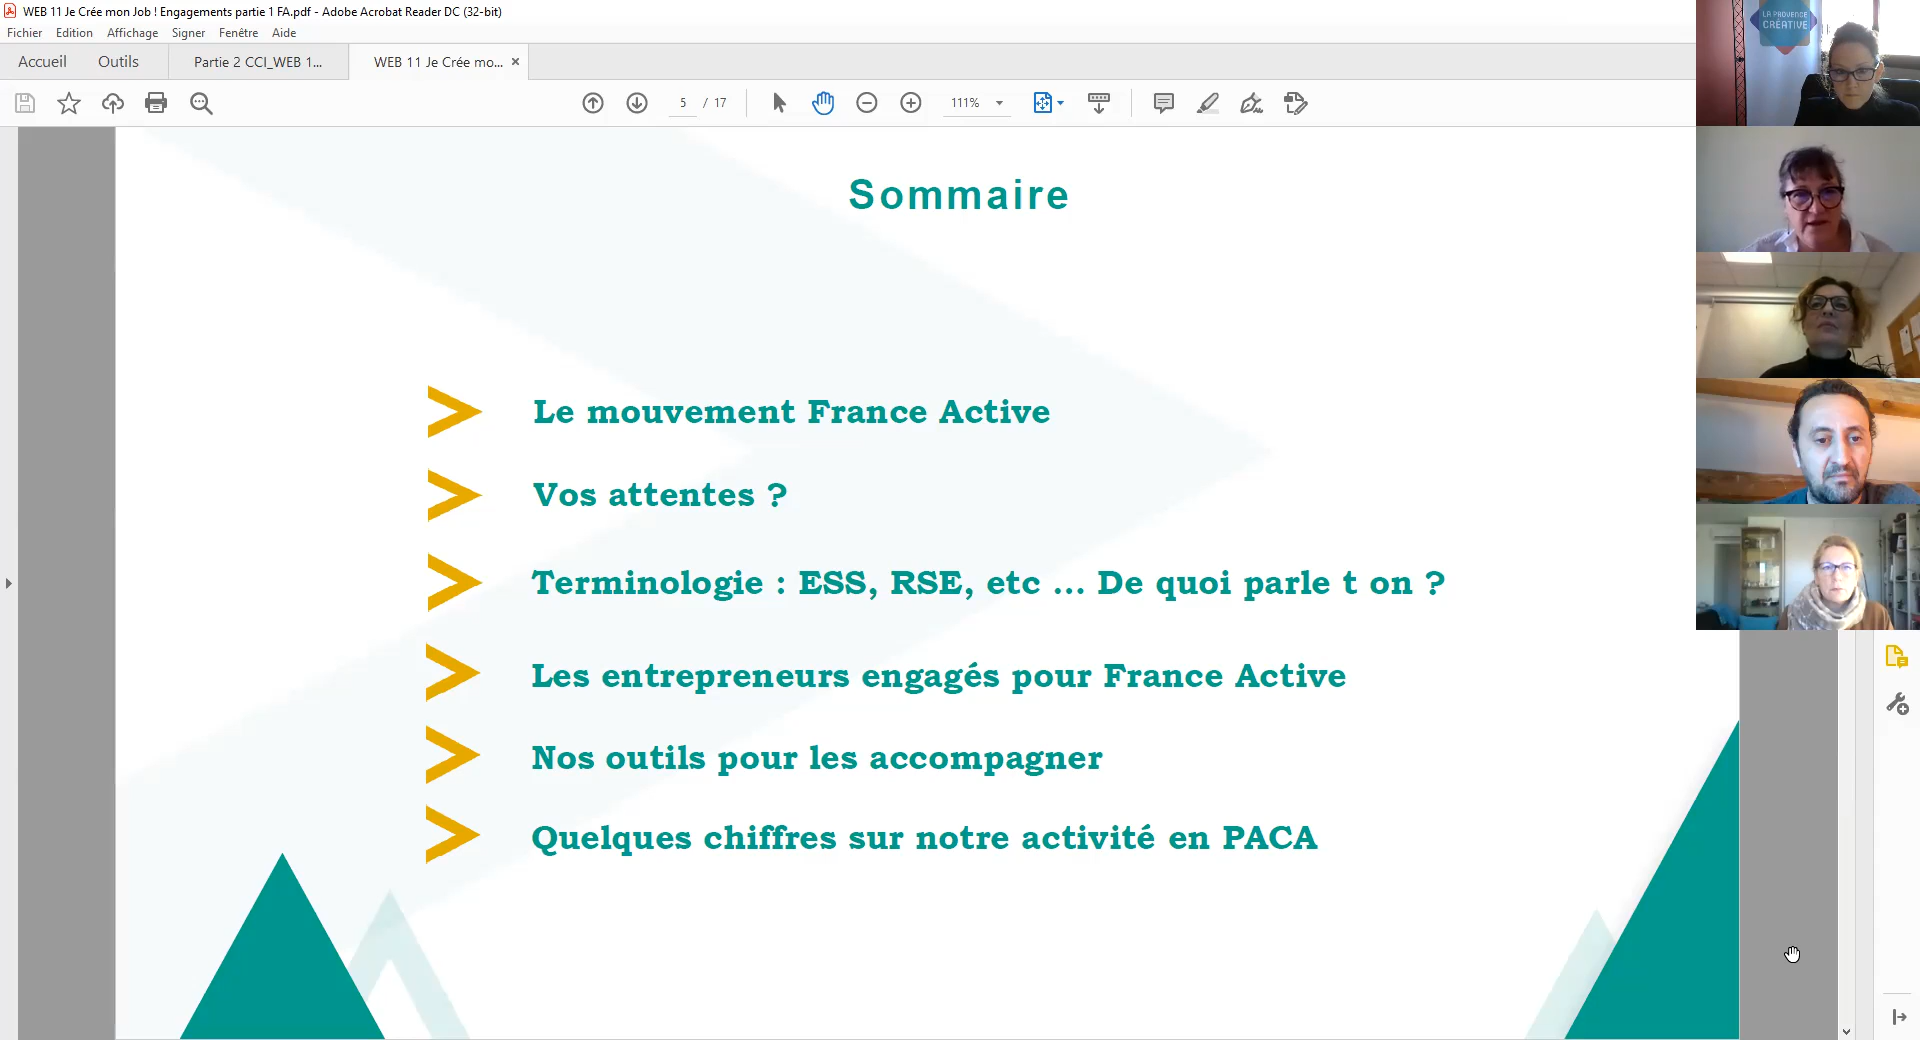 WEB 11 Je Crée mon Job ! Engagements partie 1 FA.pdf - Adobe Acrobat Reader DC (32-bit)
Fichier Edition Affichage Signer Fenêtre Aide
Accueil Outils Partie 2 CCI_WEB 1... WEB 11 Je Crée mo... ×
5 / 17 111%
LA PROVENCE
CRÉATIVE
Sommaire
Le mouvement France Active
Vos attentes ?
Terminologie : ESS, RSE, etc ... De quoi parle t on ?
Les entrepreneurs engagés pour France Active
Nos outils pour les accompagner
Quelques chiffres sur notre activité en PACA